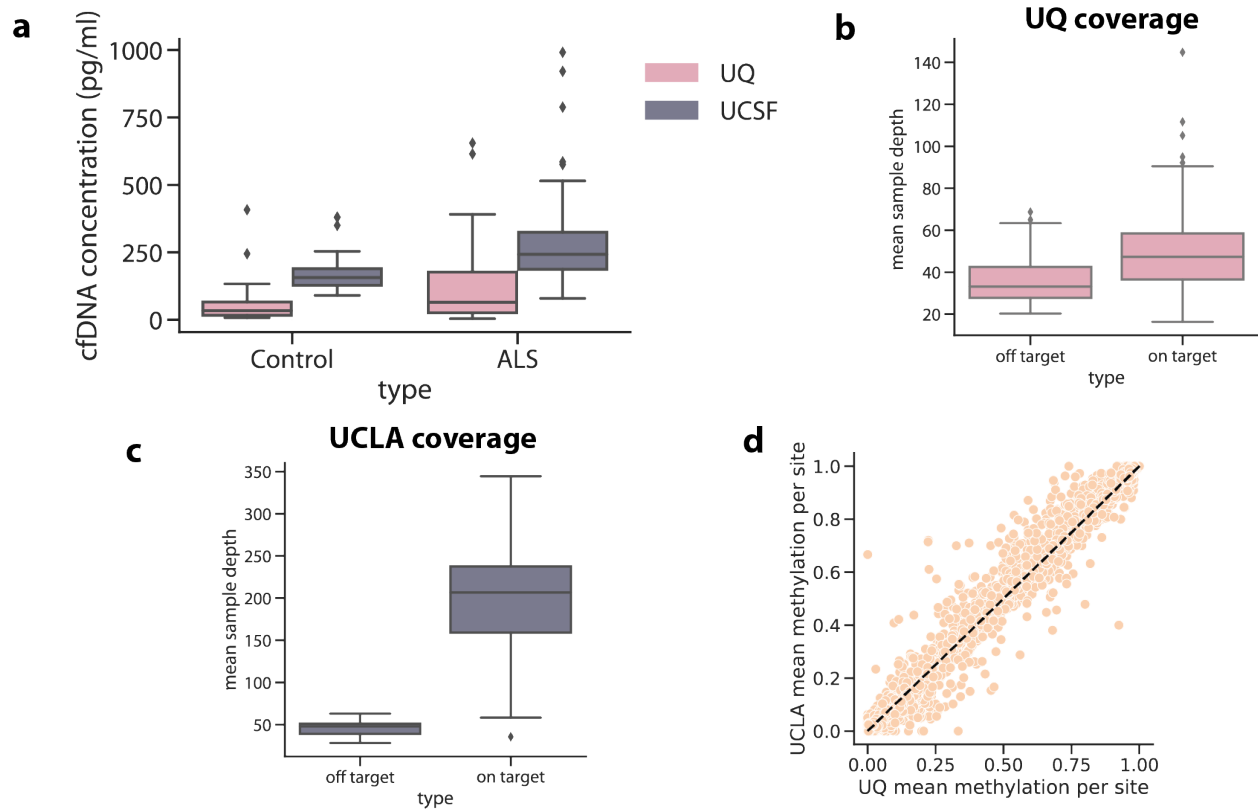 a
cfDNA concentration (pg/ml)
1000
750
500
250
0
Control
ALS
type
UQ
UCSF
b
UQ coverage
mean sample depth
140
120
100
80
60
40
20
off target
on target
type
c
UCLA coverage
mean sample depth
350
300
250
200
150
100
50
off target
on target
type
d
UCLA mean methylation per site
1.0
0.8
0.6
0.4
0.2
0.0
0.00
0.25
0.50
0.75
1.00
UQ mean methylation per site